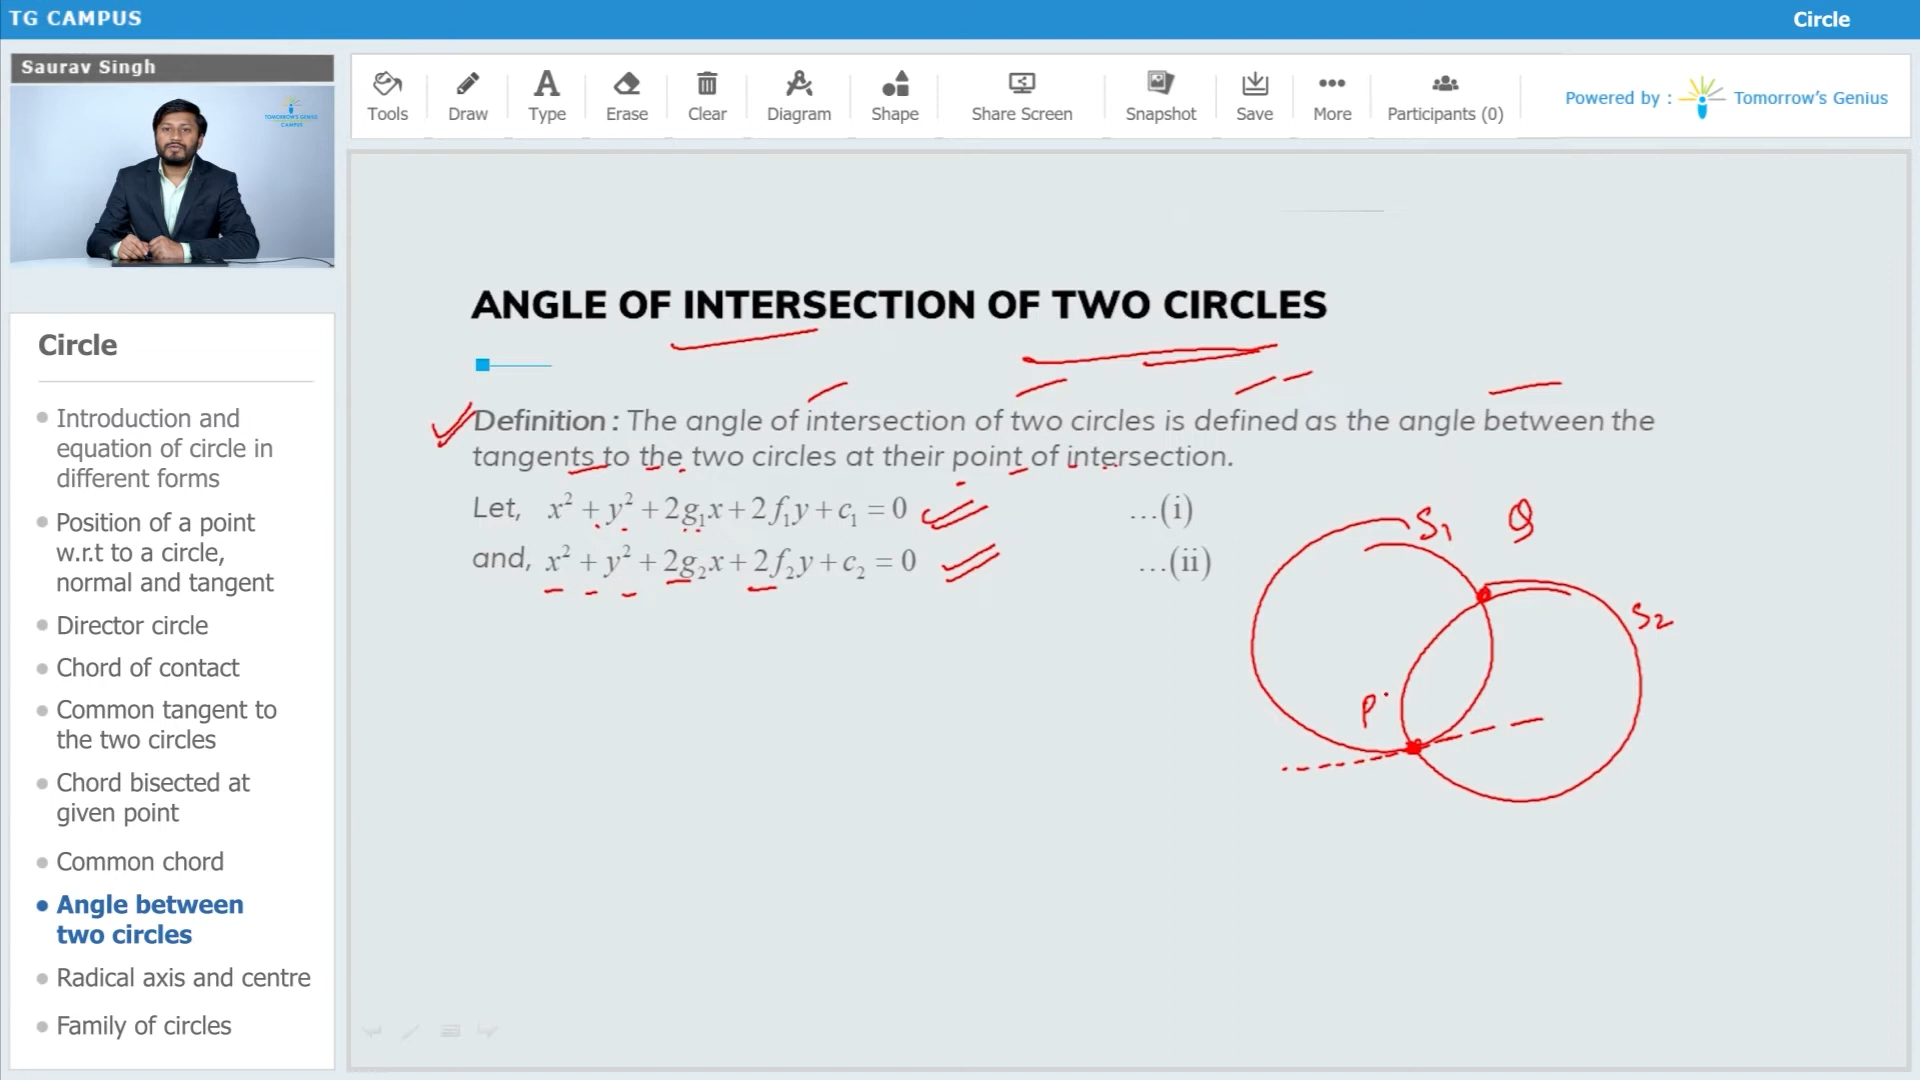 TG CAMPUS
Circle
Saurav Singh
TOMORROW'S GENIUS
CAMPUS
Tools
Draw
Type
Erase
Clear
Diagram
Shape
Share Screen
Snapshot
Save
More
Participants (0)
Powered by :
Tomorrow's Genius
Circle
Introduction and
equation of circle in
different forms
Position of a point
w.r.t to a circle,
normal and tangent
Director circle
Chord of contact
Common tangent to
the two circles
Chord bisected at
given point
Common chord
Angle between
two circles
Radical axis and centre
Family of circles
ANGLE OF INTERSECTION OF TWO CIRCLES
Definition : The angle of intersection of two circles is defined as the angle between the
tangents to the two circles at their point of intersection.
Let, x² + y² + 2g₁x + 2f₁y + c₁ = 0 ...(i)
and, x² + y² + 2g₂x + 2f₂y + c₂ = 0 ...(ii)
S₁
Q
S₂
P